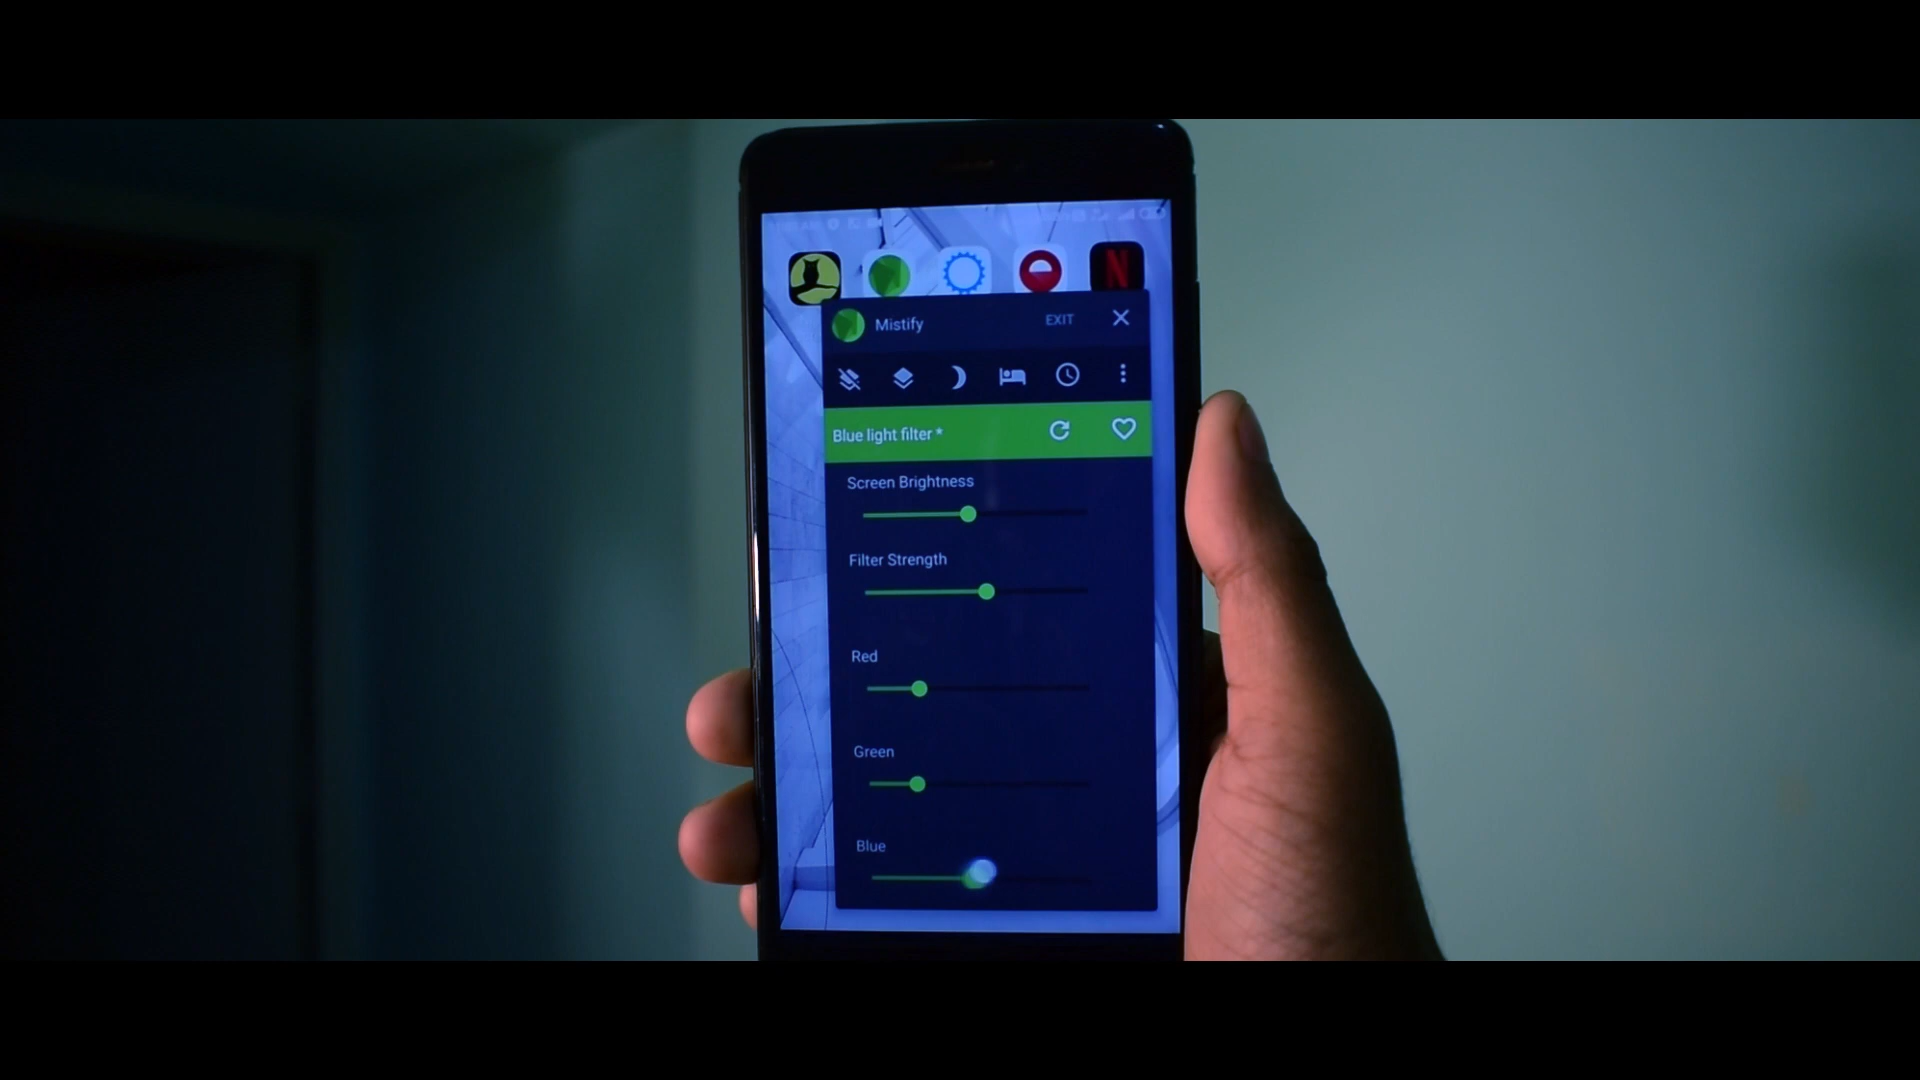 N
Mistify EXIT
Blue light filter *
Screen Brightness
Filter Strength
Red
Green
Blue